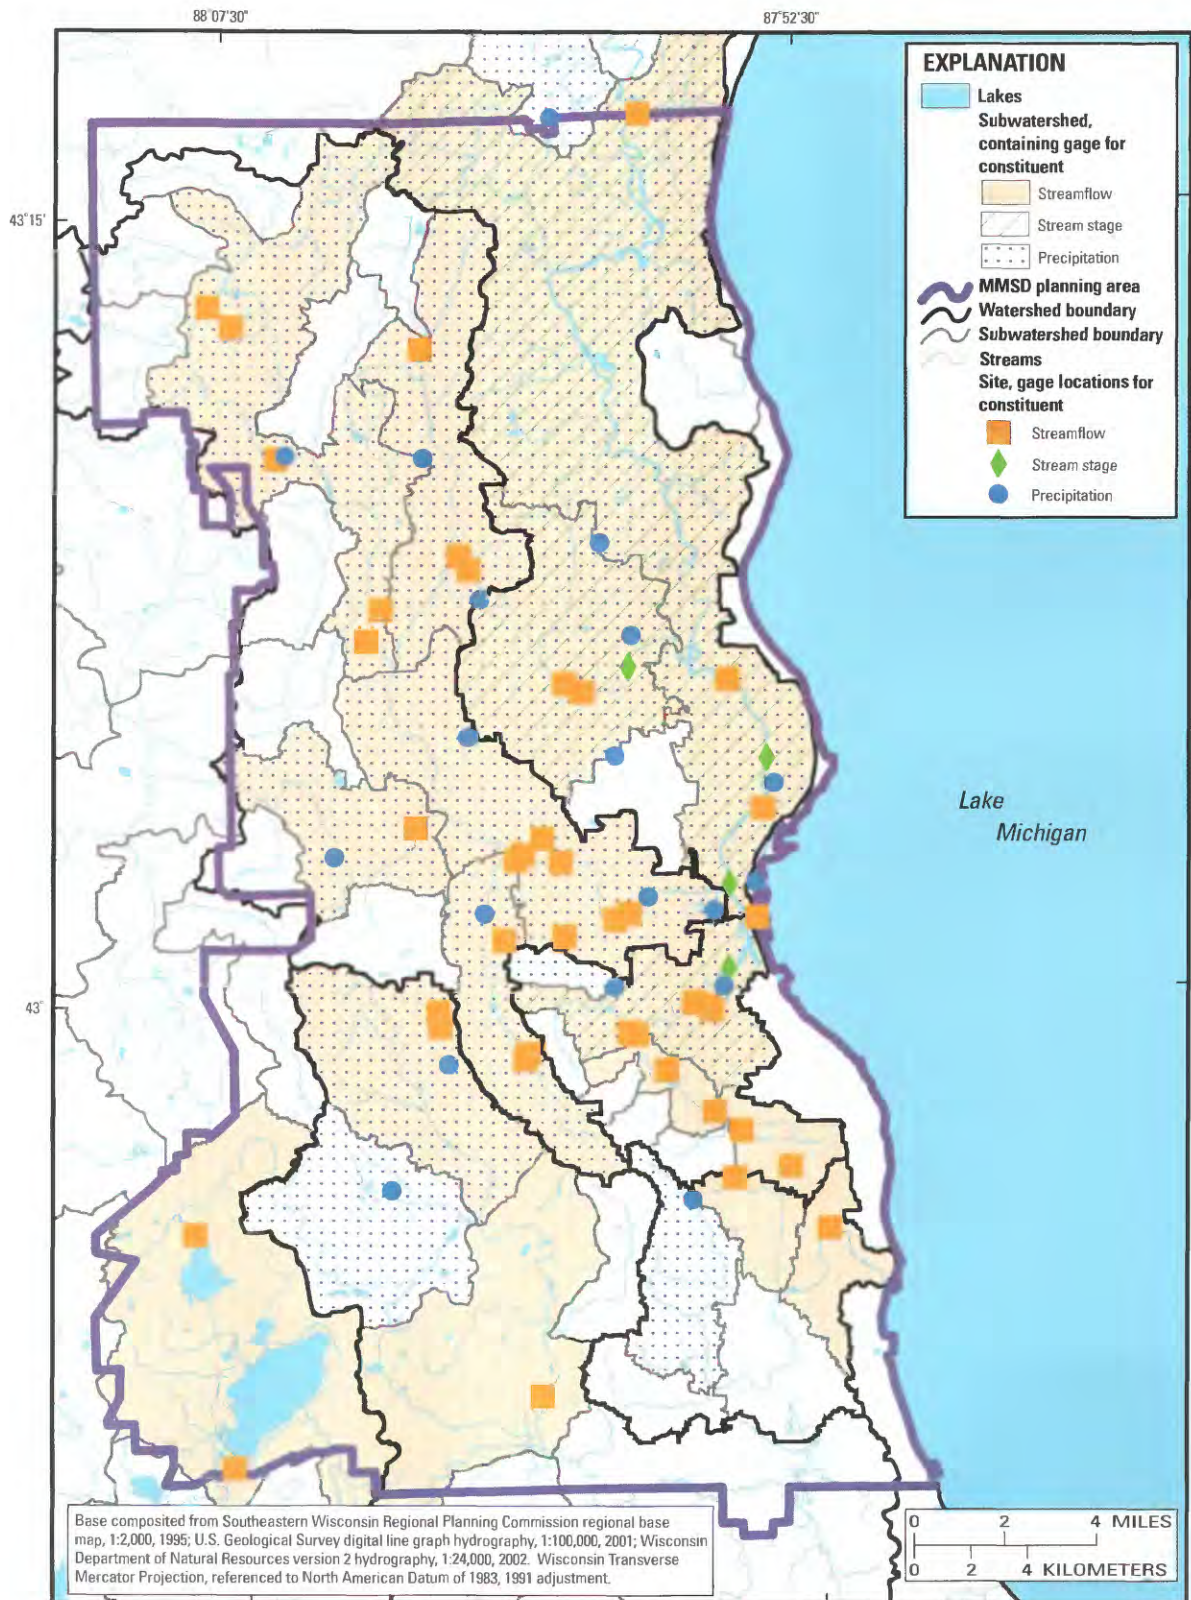 88°07'30"
87°52'30"
EXPLANATION
Lakes
Subwatershed,
containing gage for
constituent
Streamflow
Stream stage
Precipitation
MMSD planning area
Watershed boundary
Subwatershed boundary
Streams
Site, gage locations for
constituent
Streamflow
Stream stage
Precipitation
43°15'
Lake
Michigan
43°
Base composited from Southeastern Wisconsin Regional Planning Commission regional base
map, 1:2,000, 1995; U.S. Geological Survey digital line graph hydrography, 1:100,000, 2001; Wisconsin
Department of Natural Resources version 2 hydrography, 1:24,000, 2002. Wisconsin Transverse
Mercator Projection, referenced to North American Datum of 1983, 1991 adjustment.
0 2 4 MILES
0 2 4 KILOMETERS